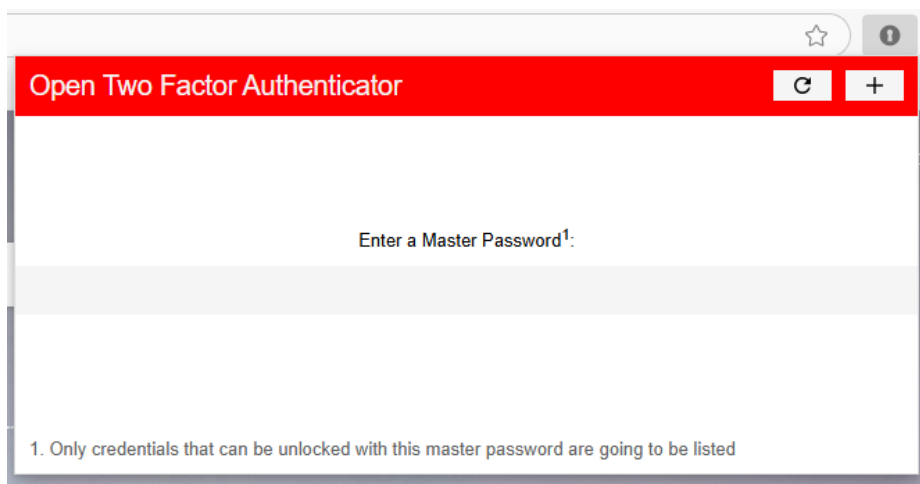 Open Two Factor Authenticator
Enter a Master Password¹:
1. Only credentials that can be unlocked with this master password are going to be listed